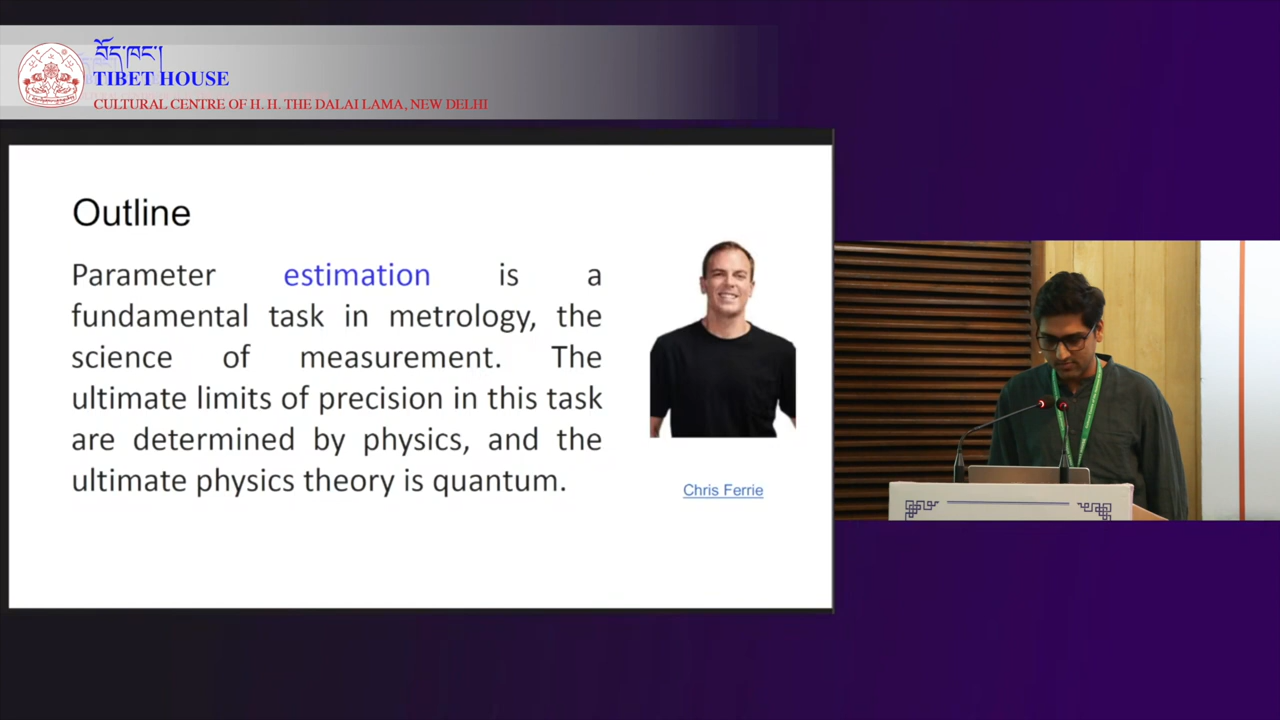 བོད་ཁང་།
TIBET HOUSE
CULTURAL CENTRE OF H. H. THE DALAI LAMA, NEW DELHI
Outline
Parameter estimation is a
fundamental task in metrology, the
science of measurement. The
ultimate limits of precision in this task
are determined by physics, and the
ultimate physics theory is quantum.
Chris Ferrie